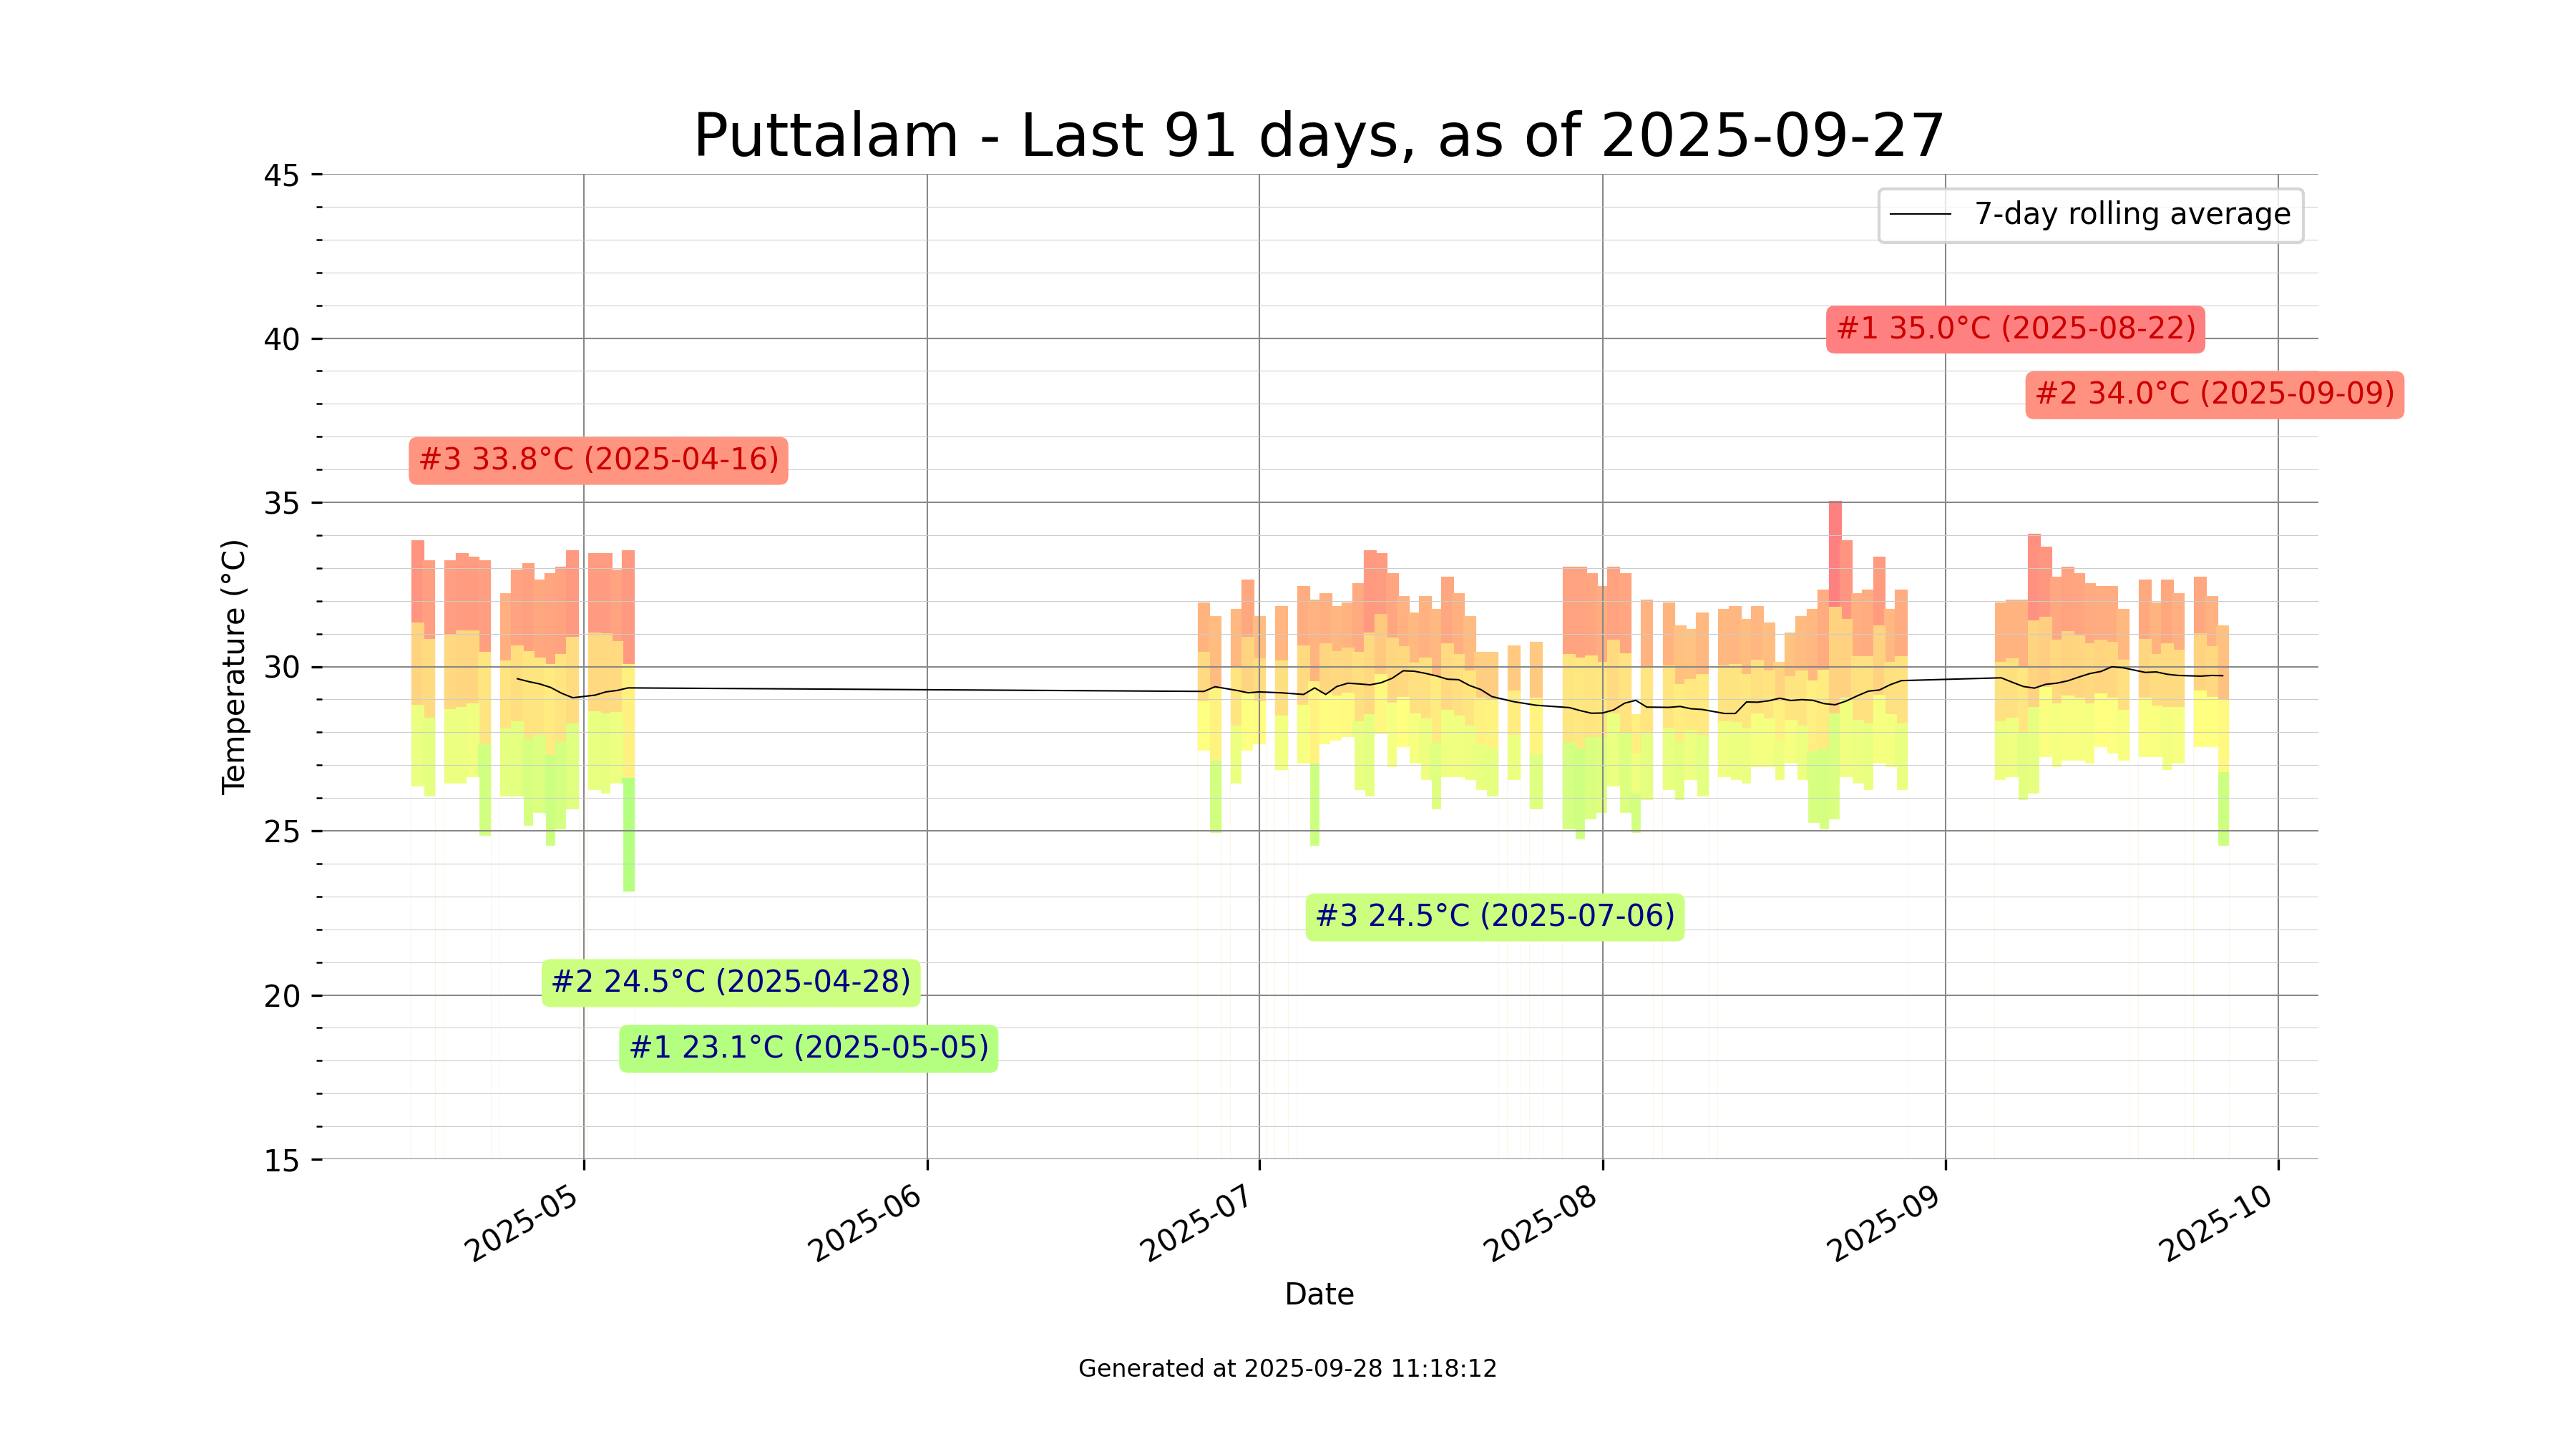 Puttalam - Last 91 days, as of 2025-09-27
7-day rolling average
#1 35.0°C (2025-08-22)
#2 34.0°C (2025-09-09)
#3 33.8°C (2025-04-16)
#3 24.5°C (2025-07-06)
#2 24.5°C (2025-04-28)
#1 23.1°C (2025-05-05)
Temperature (°C)
45
40
35
30
25
20
15
2025-05
2025-06
2025-07
2025-08
2025-09
2025-10
Date
Generated at 2025-09-28 11:18:12